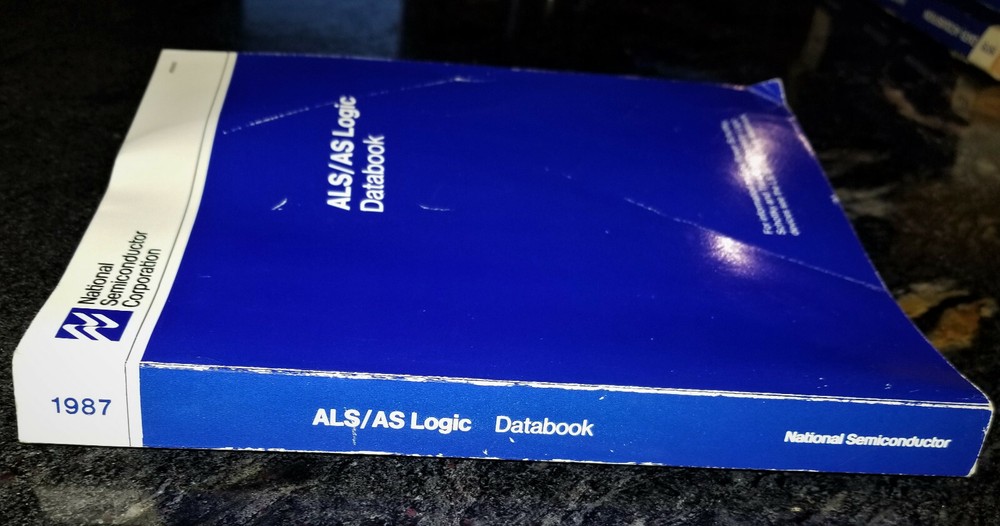 National
Semiconductor
Corporation
ALS/AS Logic
Databook
1987
ALS/AS Logic Databook
National Semiconductor